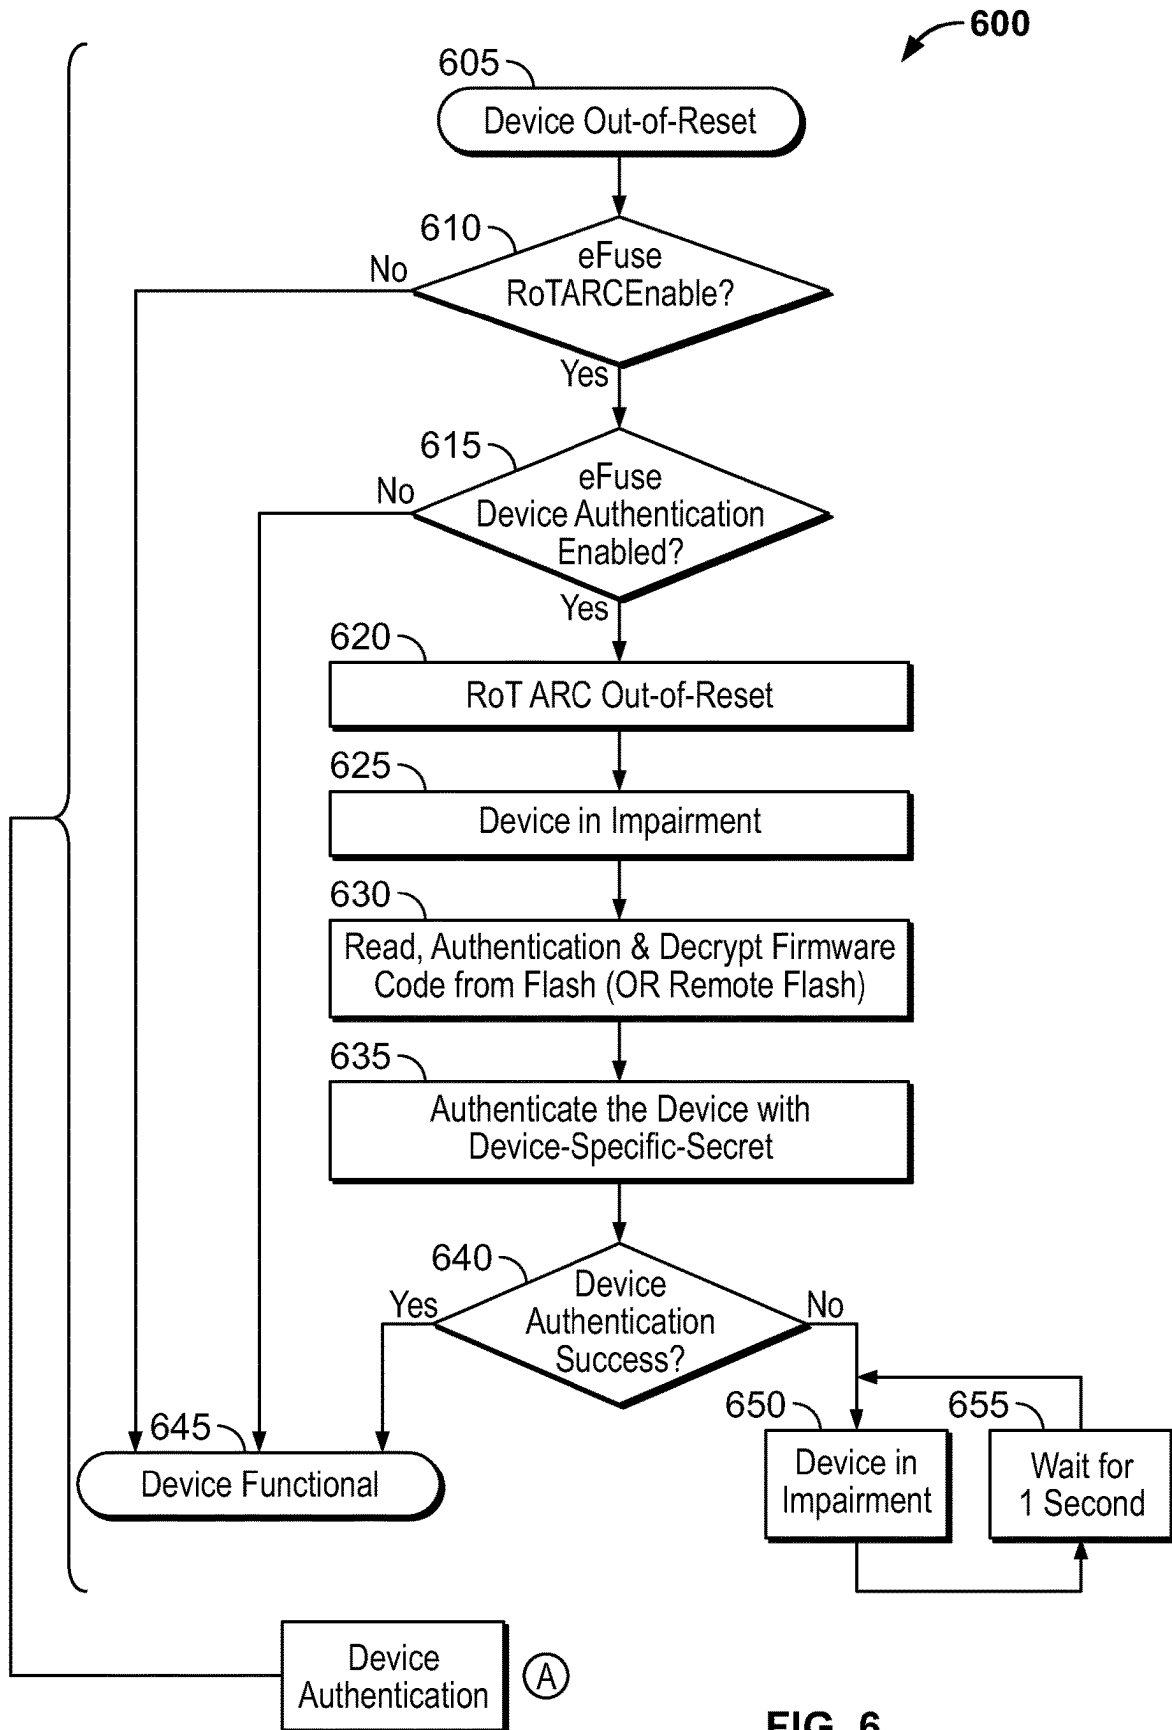 600
605
Device Out-of-Reset
610
eFuse
RoTARCEnable?
No
Yes
615
eFuse
Device Authentication
Enabled?
No
Yes
620
RoT ARC Out-of-Reset
625
Device in Impairment
630
Read, Authentication & Decrypt Firmware
Code from Flash (OR Remote Flash)
635
Authenticate the Device with
Device-Specific-Secret
640
Device
Authentication
Success?
Yes
No
645
Device Functional
650
Device in
Impairment
655
Wait for
1 Second
Device
Authentication
A
FIG. 6